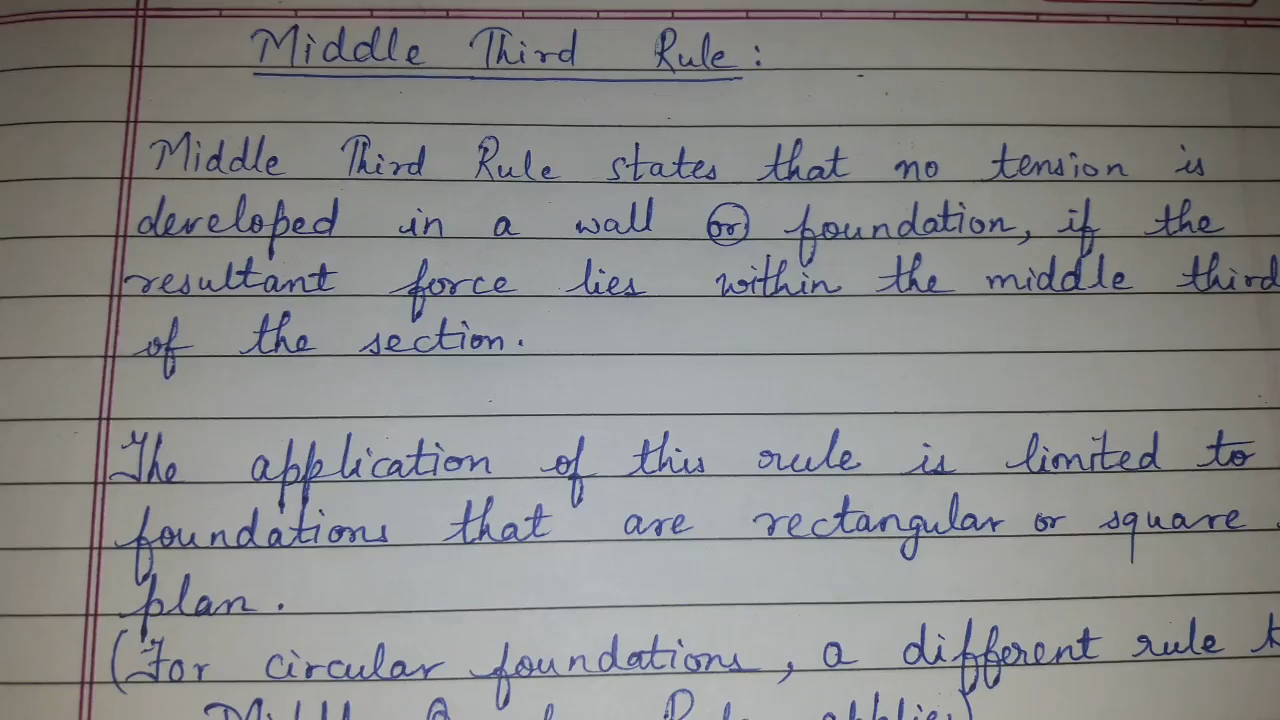 Middle Third Rule:
Middle Third Rule states that no tension is
developed in a wall or foundation, if the
resultant force lies within the middle third
of the section.
The application of this rule is limited to
foundations that are rectangular or square
plan.
(For circular foundations, a different rule
Rule applies)